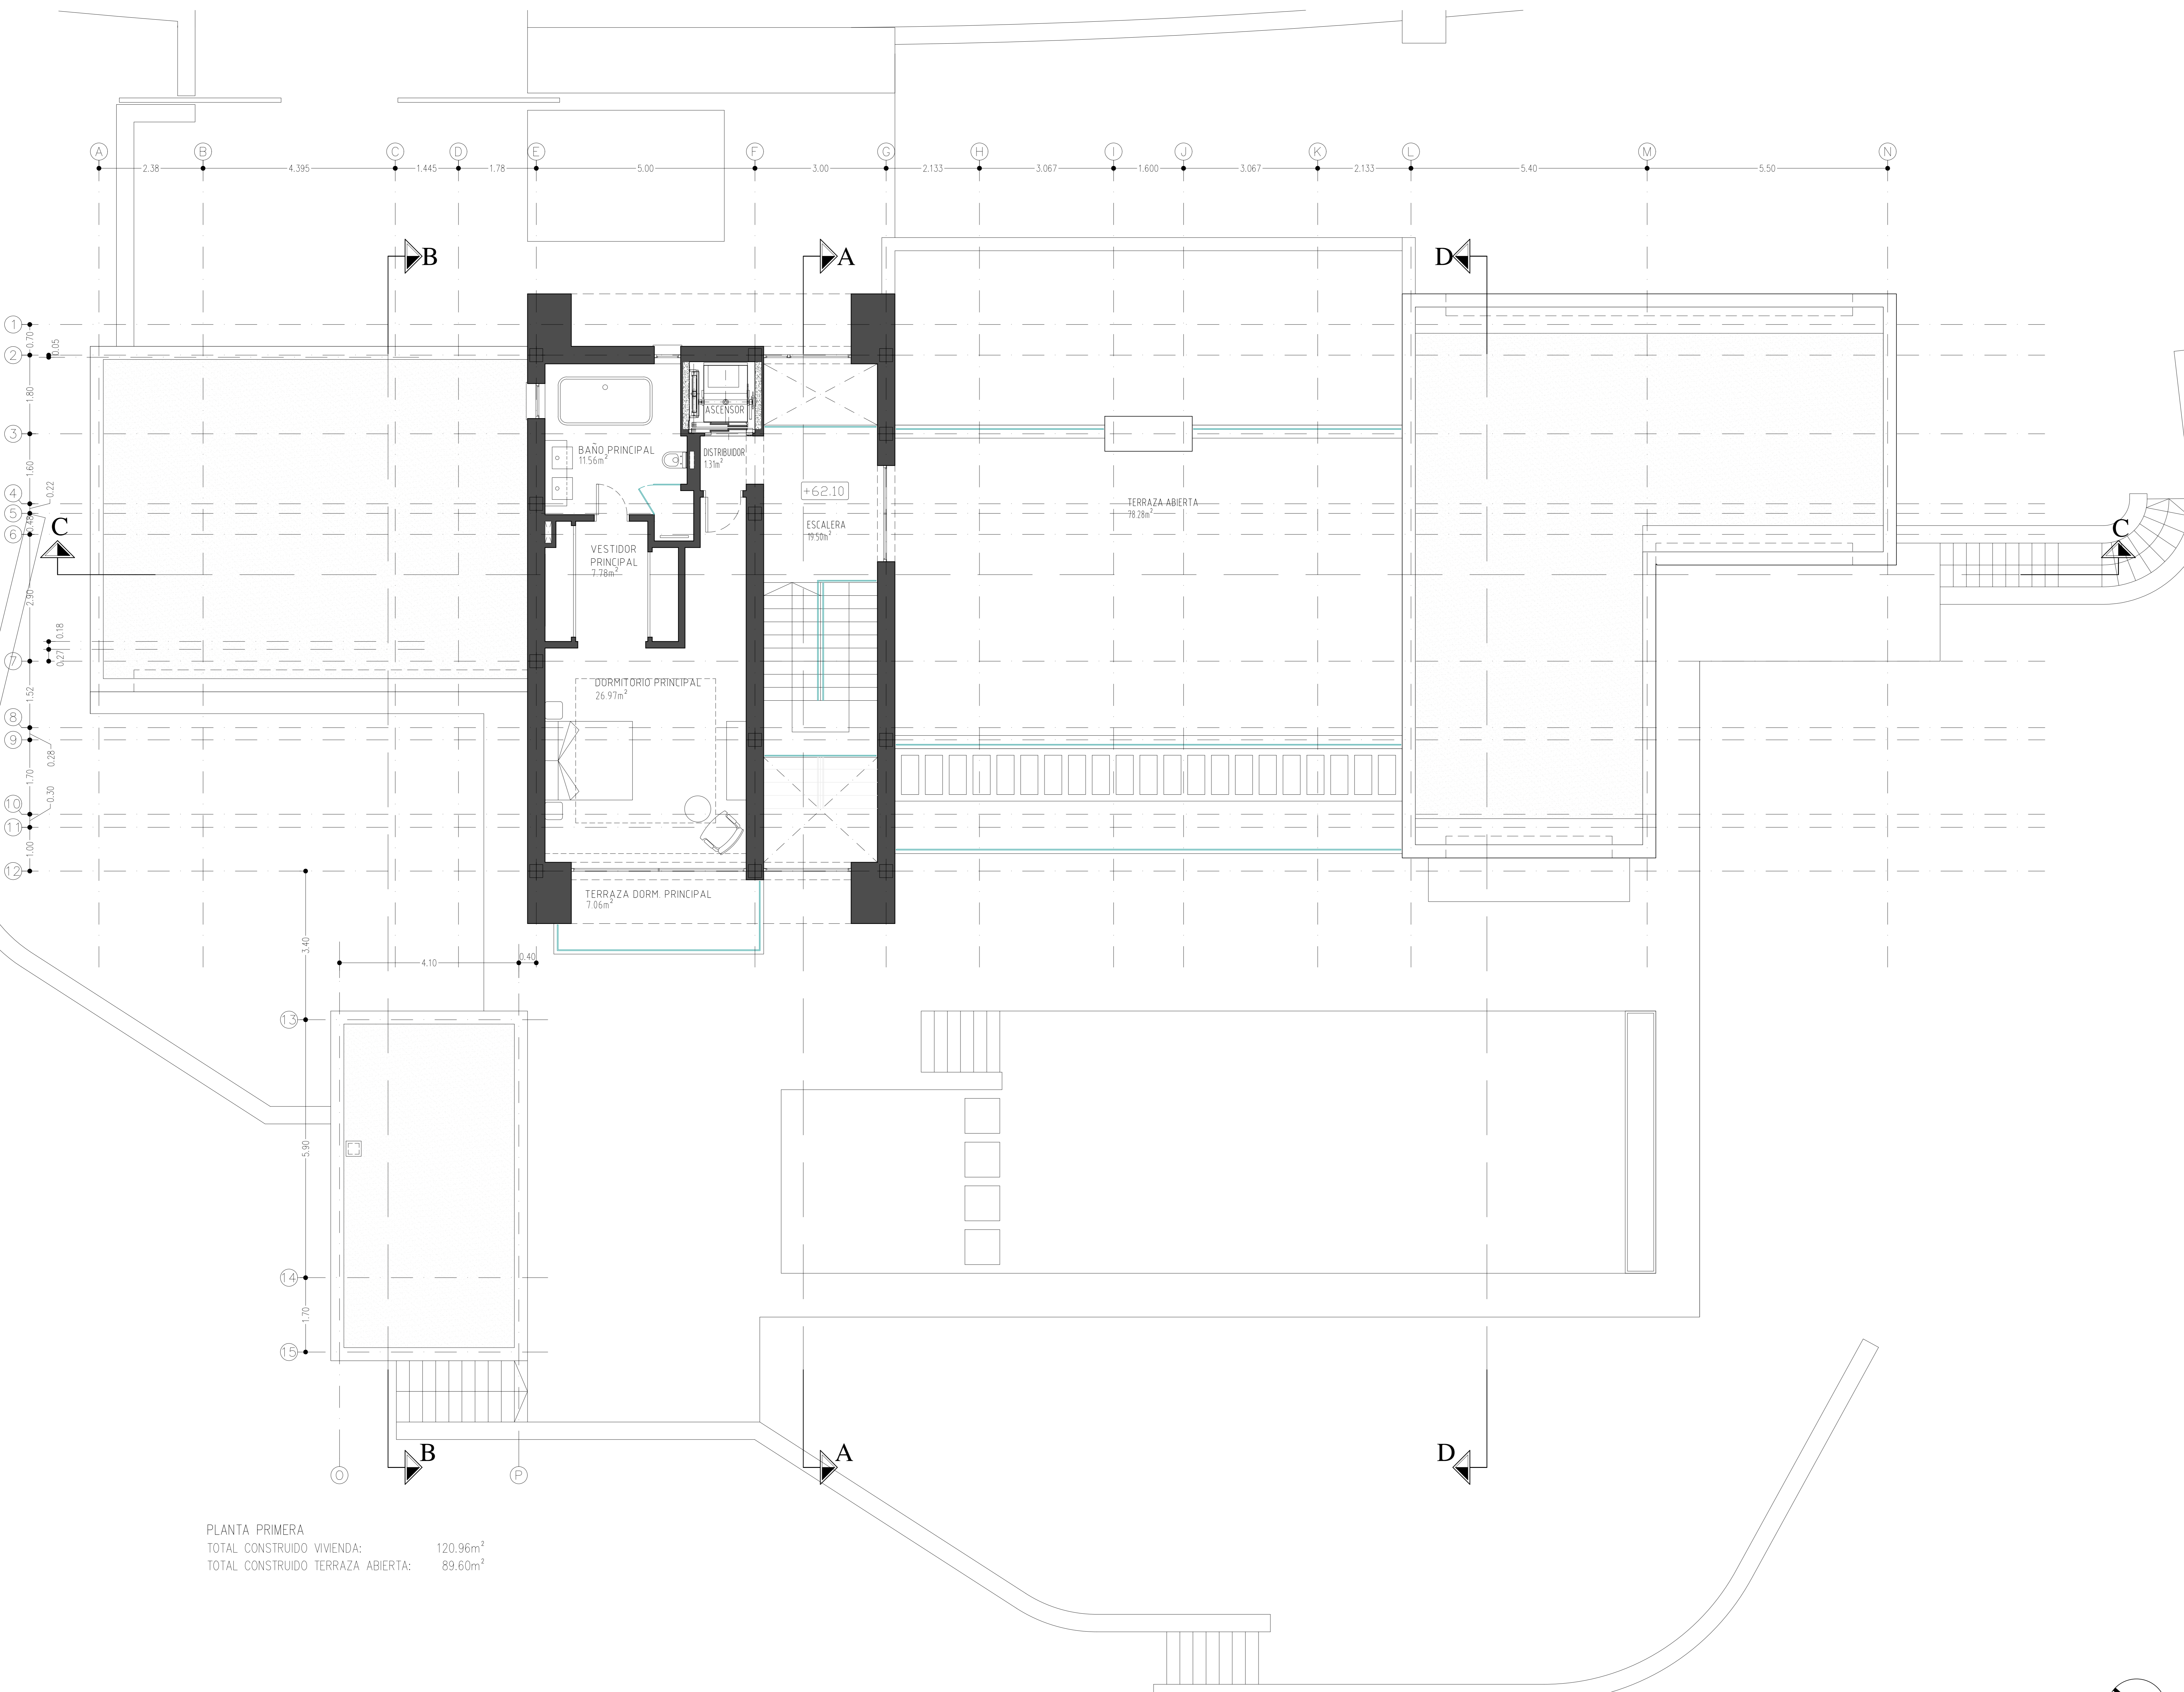 A B C D E F G H I J K L M N
2.38 4.395 1.445 1.78 5.00 3.00 2.133 3.067 1.600 3.067 2.133 5.40 5.50
B A D
1
0.70
2
0.05
1.80
3
1.60
4
0.22
5
0.48
6
C
2.90
0.18
0.27
7
1.52
8
9
0.28
1.70
10
0.30
11
1.00
12
ASCENSOR
BAÑO PRINCIPAL
11.56m²
DISTRIBUIDOR
1.31m²
+62.10
ESCALERA
19.50m²
TERRAZA ABIERTA
78.28m²
C
VESTIDOR
PRINCIPAL
7.78m²
DORMITORIO PRINCIPAL
26.97m²
TERRAZA DORM. PRINCIPAL
7.06m²
3.40
4.10 0.40
13
5.90
14
1.70
15
B A D
O P
PLANTA PRIMERA
TOTAL CONSTRUIDO VIVIENDA: 120.96m²
TOTAL CONSTRUIDO TERRAZA ABIERTA: 89.60m²